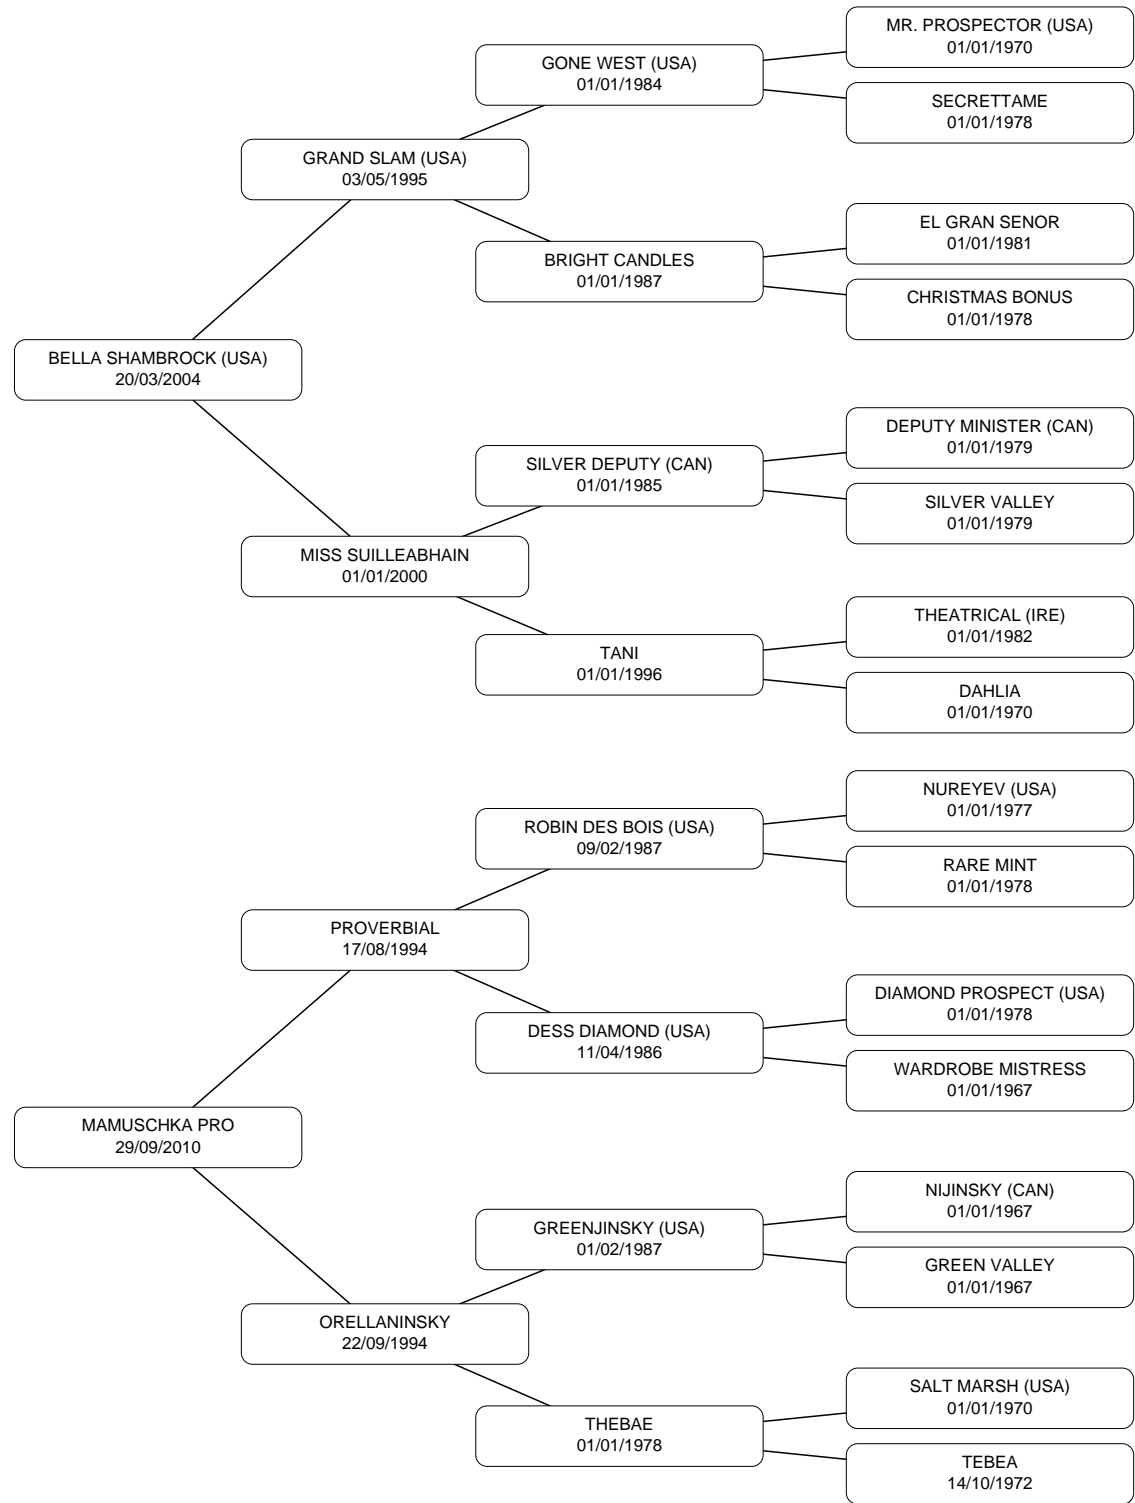 MR. PROSPECTOR (USA)
01/01/1970
GONE WEST (USA)
01/01/1984
SECRETTAME
01/01/1978
GRAND SLAM (USA)
03/05/1995
EL GRAN SENOR
01/01/1981
BRIGHT CANDLES
01/01/1987
CHRISTMAS BONUS
01/01/1978
BELLA SHAMBROCK (USA)
20/03/2004
DEPUTY MINISTER (CAN)
01/01/1979
SILVER DEPUTY (CAN)
01/01/1985
SILVER VALLEY
01/01/1979
MISS SUILLEABHAIN
01/01/2000
THEATRICAL (IRE)
01/01/1982
TANI
01/01/1996
DAHLIA
01/01/1970
NUREYEV (USA)
01/01/1977
ROBIN DES BOIS (USA)
09/02/1987
RARE MINT
01/01/1978
PROVERBIAL
17/08/1994
DIAMOND PROSPECT (USA)
01/01/1978
DESS DIAMOND (USA)
11/04/1986
WARDROBE MISTRESS
01/01/1967
MAMUSCHKA PRO
29/09/2010
NIJINSKY (CAN)
01/01/1967
GREENJINSKY (USA)
01/02/1987
GREEN VALLEY
01/01/1967
ORELLANINSKY
22/09/1994
SALT MARSH (USA)
01/01/1970
THEBAE
01/01/1978
TEBEA
14/10/1972